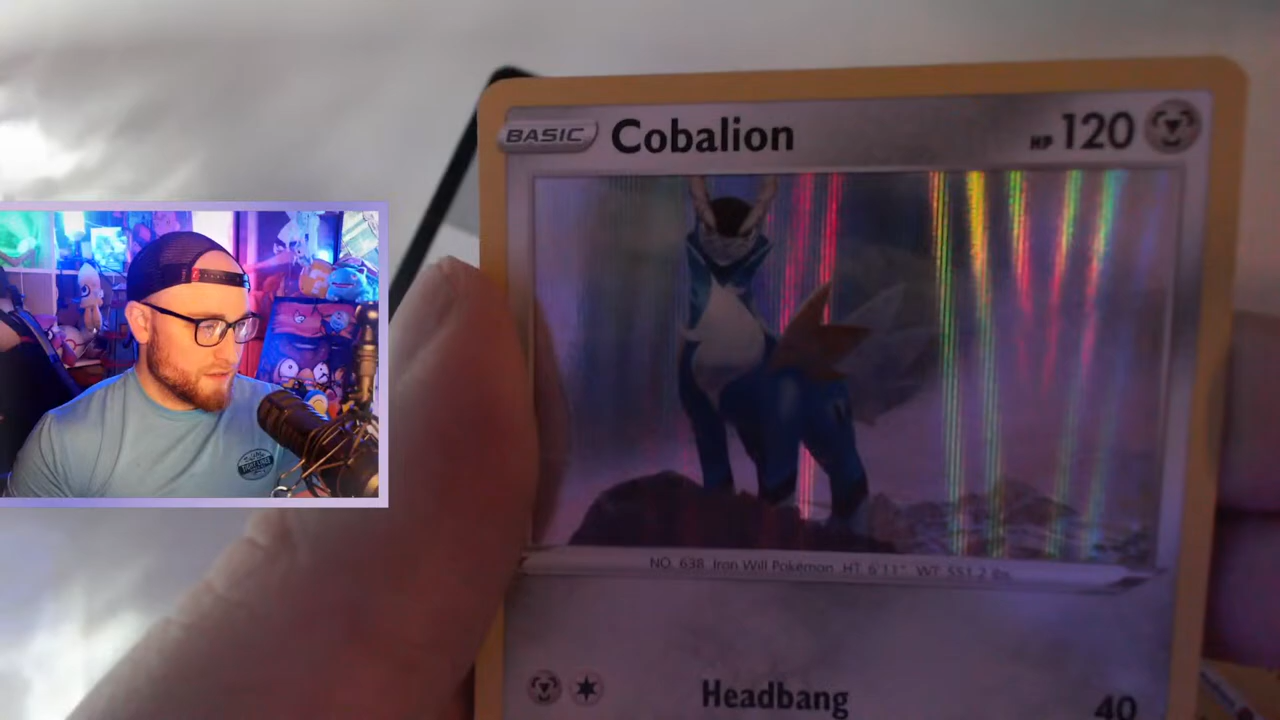 BASIC Cobalion HP 120
NO. 638 Iron Will Pokémon HT: 6'11" WT: 551.2 lbs.
Headbang 40